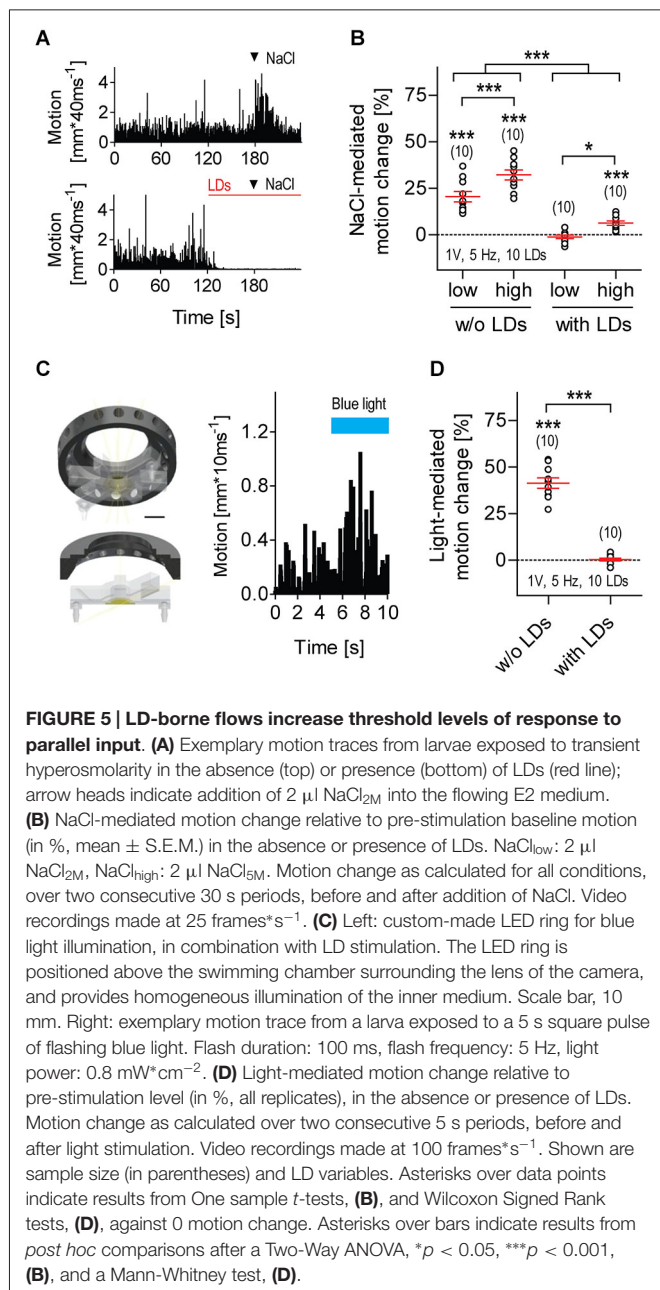 A
▼ NaCl
Motion
[mm*40ms-1]
4
2
0
0 60 120 180
LDs ▼ NaCl
Motion
[mm*40ms-1]
4
2
0
0 60 120 180
Time [s]
B
NaCl-mediated
motion change [%]
75
50
25
0
***
***
***
(10)
***
(10)
*
(10)
***
(10)
1V, 5 Hz, 10 LDs
low high low high
w/o LDs with LDs
C
Blue light
Motion [mm*10ms-1]
1.2
0.8
0.4
0.0
0 2 4 6 8 10
Time [s]
D
Light-mediated
motion change [%]
75
50
25
0
***
***
(10)
(10)
1V, 5 Hz, 10 LDs
w/o LDs
with LDs
FIGURE 5 | LD-borne flows increase threshold levels of response to
parallel input. (A) Exemplary motion traces from larvae exposed to transient
hyperosmolarity in the absence (top) or presence (bottom) of LDs (red line);
arrow heads indicate addition of 2 μl NaCl2M into the flowing E2 medium.
(B) NaCl-mediated motion change relative to pre-stimulation baseline motion
(in %, mean ± S.E.M.) in the absence or presence of LDs. NaCllow: 2 μl
NaCl2M, NaClhigh: 2 μl NaCl5M. Motion change as calculated for all conditions,
over two consecutive 30 s periods, before and after addition of NaCl. Video
recordings made at 25 frames*s−1. (C) Left: custom-made LED ring for blue
light illumination, in combination with LD stimulation. The LED ring is
positioned above the swimming chamber surrounding the lens of the camera,
and provides homogeneous illumination of the inner medium. Scale bar, 10
mm. Right: exemplary motion trace from a larva exposed to a 5 s square pulse
of flashing blue light. Flash duration: 100 ms, flash frequency: 5 Hz, light
power: 0.8 mW*cm−2. (D) Light-mediated motion change relative to
pre-stimulation level (in %, all replicates), in the absence or presence of LDs.
Motion change as calculated over two consecutive 5 s periods, before and
after light stimulation. Video recordings made at 100 frames*s−1. Shown are
sample size (in parentheses) and LD variables. Asterisks over data points
indicate results from One sample t-tests, (B), and Wilcoxon Signed Rank
tests, (D), against 0 motion change. Asterisks over bars indicate results from
post hoc comparisons after a Two-Way ANOVA, *p < 0.05, ***p < 0.001,
(B), and a Mann-Whitney test, (D).